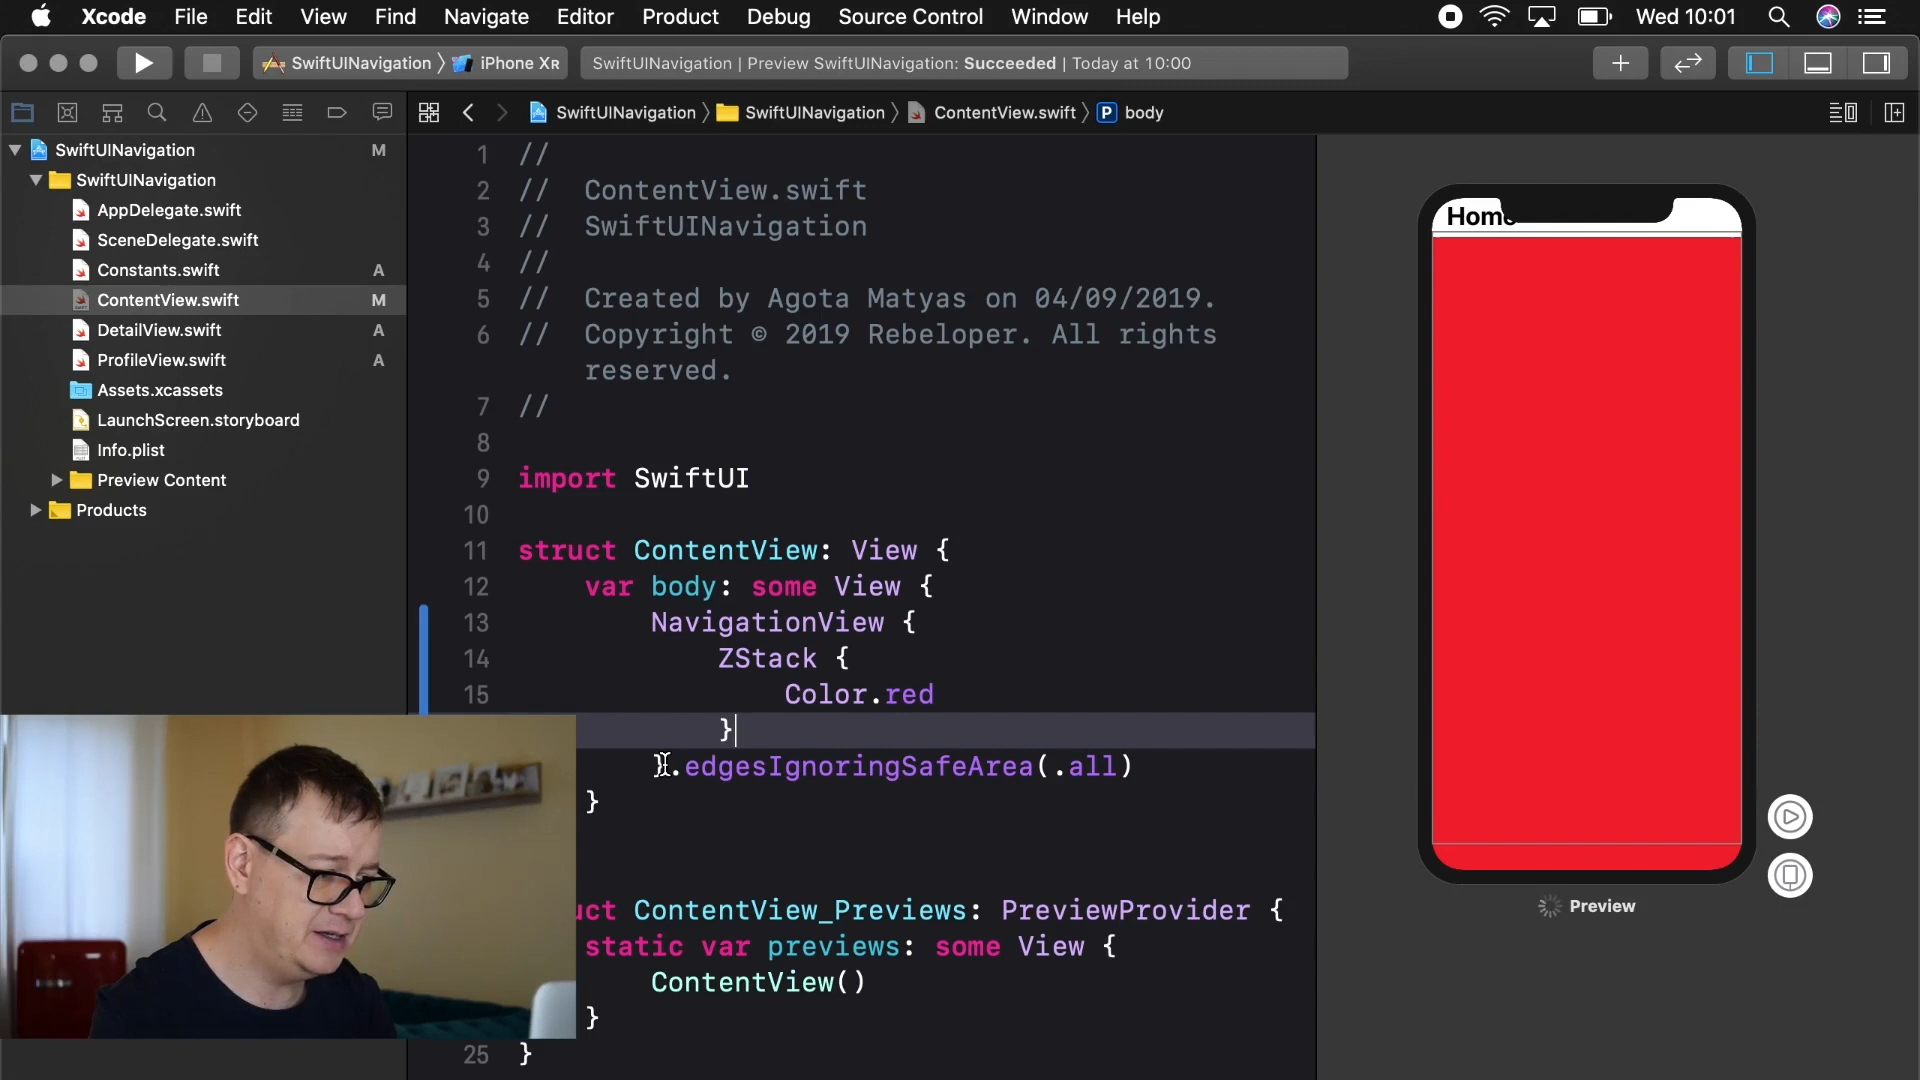 Xcode File Edit View Find Navigate Editor Product Debug Source Control Window Help Wed 10:01
SwiftUINavigation iPhone XR SwiftUINavigation | Preview SwiftUINavigation: Succeeded | Today at 10:00
SwiftUINavigation SwiftUINavigation ContentView.swift P body
SwiftUINavigation M
SwiftUINavigation
AppDelegate.swift
SceneDelegate.swift
Constants.swift A
ContentView.swift M
DetailView.swift A
ProfileView.swift A
Assets.xcassets
LaunchScreen.storyboard
Info.plist
Preview Content
Products
1 //
2 // ContentView.swift
3 // SwiftUINavigation
4 //
5 // Created by Agota Matyas on 04/09/2019.
6 // Copyright © 2019 Rebeloper. All rights
reserved.
7 //
8
9 import SwiftUI
10
11 struct ContentView: View {
12 var body: some View {
13 NavigationView {
14 ZStack {
15 Color.red
}
}.edgesIgnoringSafeArea(.all)
}
uct ContentView_Previews: PreviewProvider {
static var previews: some View {
ContentView()
}
25 }
Home
Preview